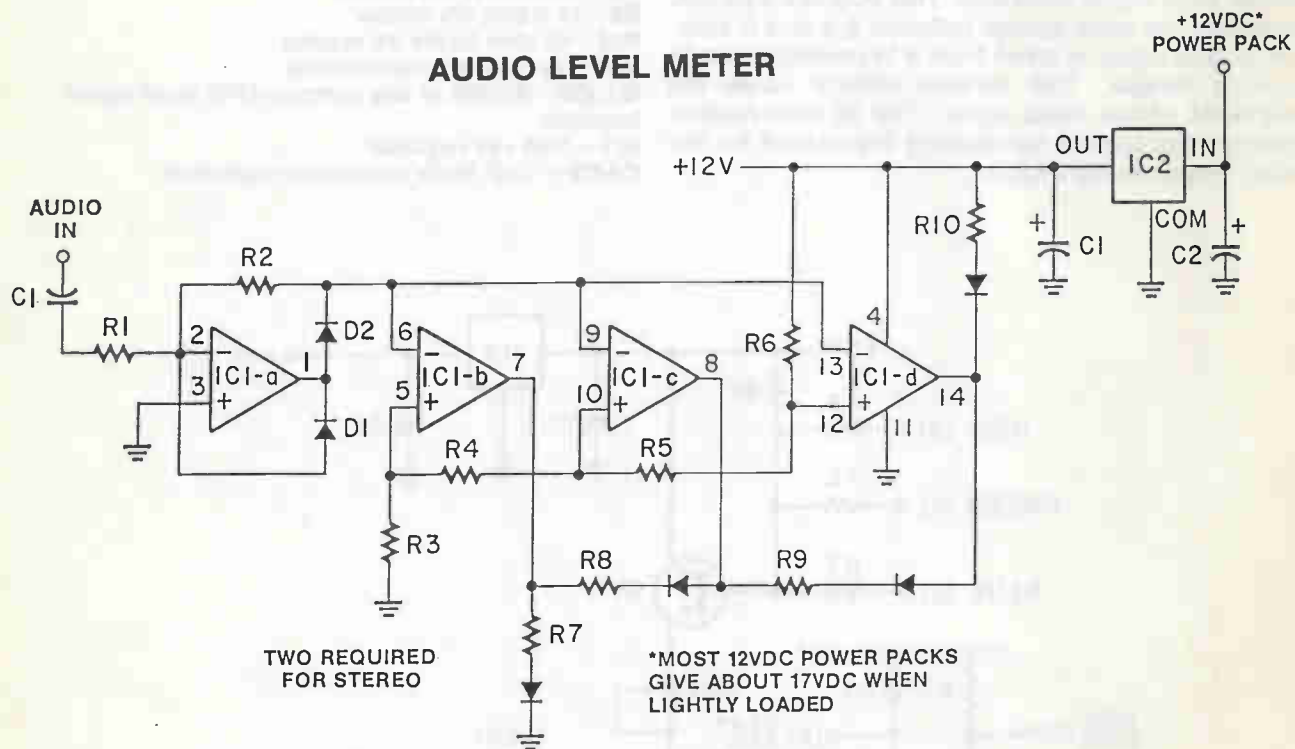 +12VDC*
POWER PACK
AUDIO LEVEL METER
OUT
IC2
IN
+12V
COM
AUDIO
IN
R10
+
C1
+
C2
R2
C1
R1
2
-
IC1-a
1
3
+
D2
D1
6
-
IC1-b
7
5
+
9
-
IC1-c
8
10
+
R6
4
13
-
IC1-d
14
12
+
11
R4
R5
R3
R8
R9
R7
TWO REQUIRED
FOR STEREO
*MOST 12VDC POWER PACKS
GIVE ABOUT 17VDC WHEN
LIGHTLY LOADED